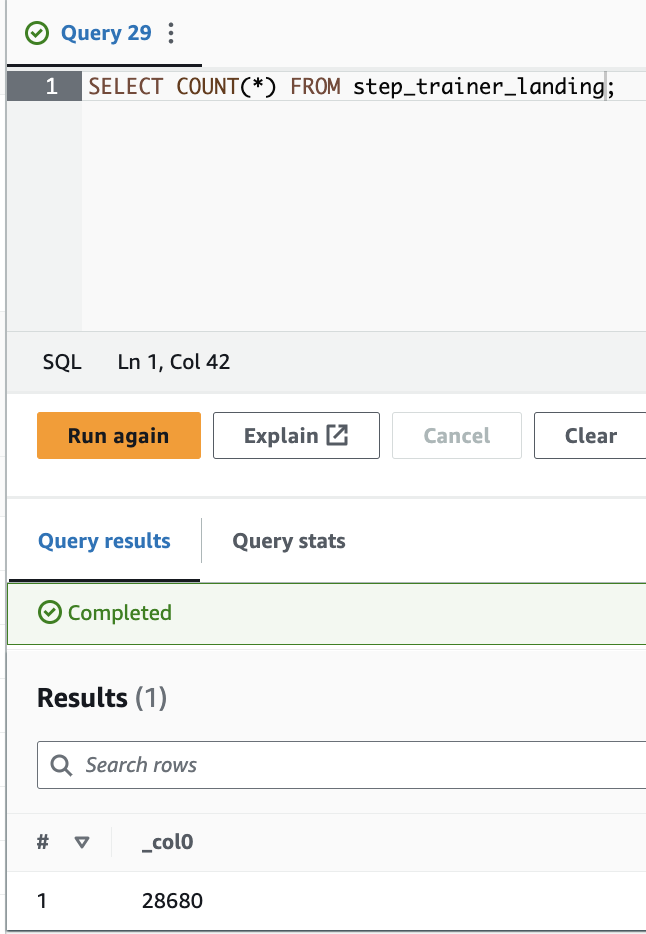 Query 29
1 SELECT COUNT(*) FROM step_trainer_landing;
SQL Ln 1, Col 42
Run again Explain Cancel Clear
Query results Query stats
Completed
Results (1)
Search rows
# _col0
1 28680